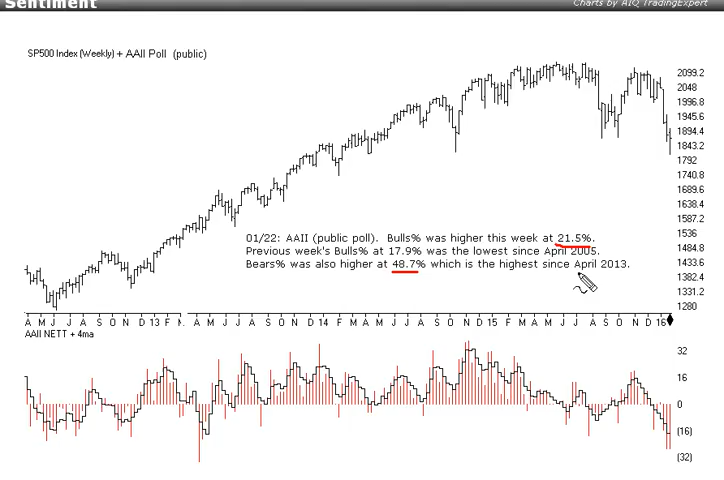 Sentiment
Charts by AIQ TradingExpert
SP500 Index (Weekly) + AAII Poll (public)
2099.2
2048
1996.8
1945.6
1894.4
1843.2
1792
1740.8
1689.6
1638.4
1587.2
1536
1484.8
1433.6
1382.4
1331.2
1280
01/22: AAII (public poll). Bulls% was higher this week at 21.5%.
Previous week's Bulls% at 17.9% was the lowest since April 2005.
Bears% was also higher at 48.7% which is the highest since April 2013.
A M J J A S O N D 13 F M A M J J A S O N D 14 F M A M J J A S O N D 15 F M A M J J A S O N D 16
AAII NETT + 4ma
32
16
0
(16)
(32)